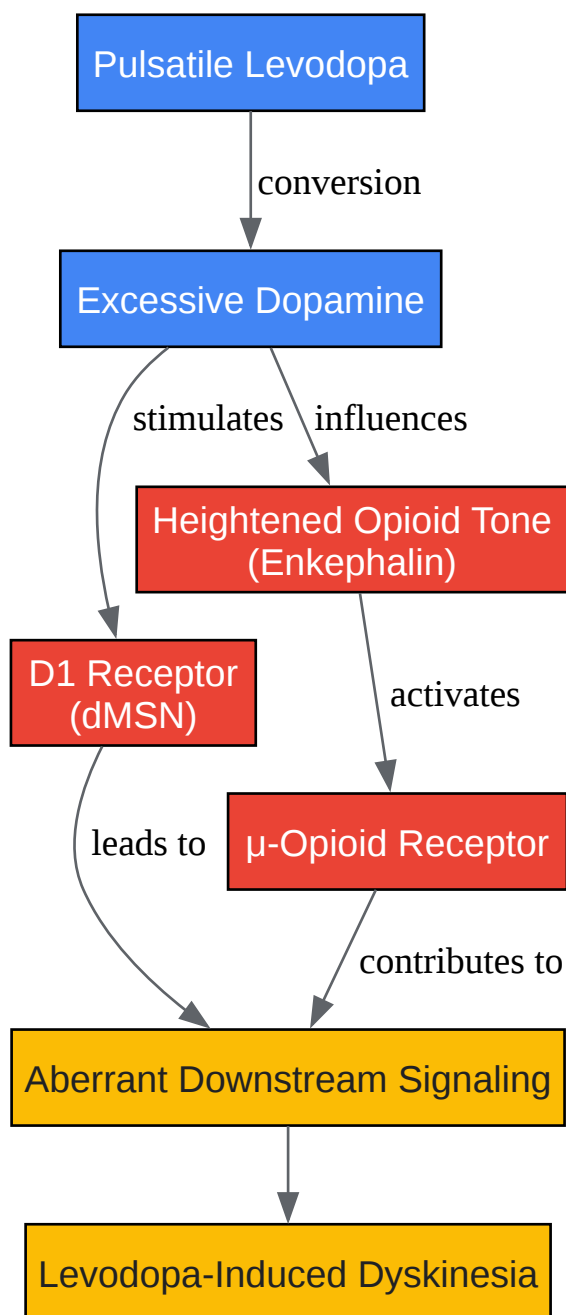 Pulsatile Levodopa
conversion
Excessive Dopamine
stimulates
influences
Heightened Opioid Tone
(Enkephalin)
D1 Receptor
(dMSN)
activates
leads to
μ-Opioid Receptor
contributes to
Aberrant Downstream Signaling
Levodopa-Induced Dyskinesia